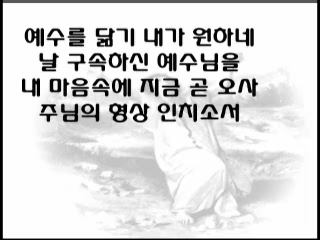 예수를 닮기 내가 원하네
날 구속하신 예수님을
내 마음속에 지금 곧 오사
주님의 형상 인치소서